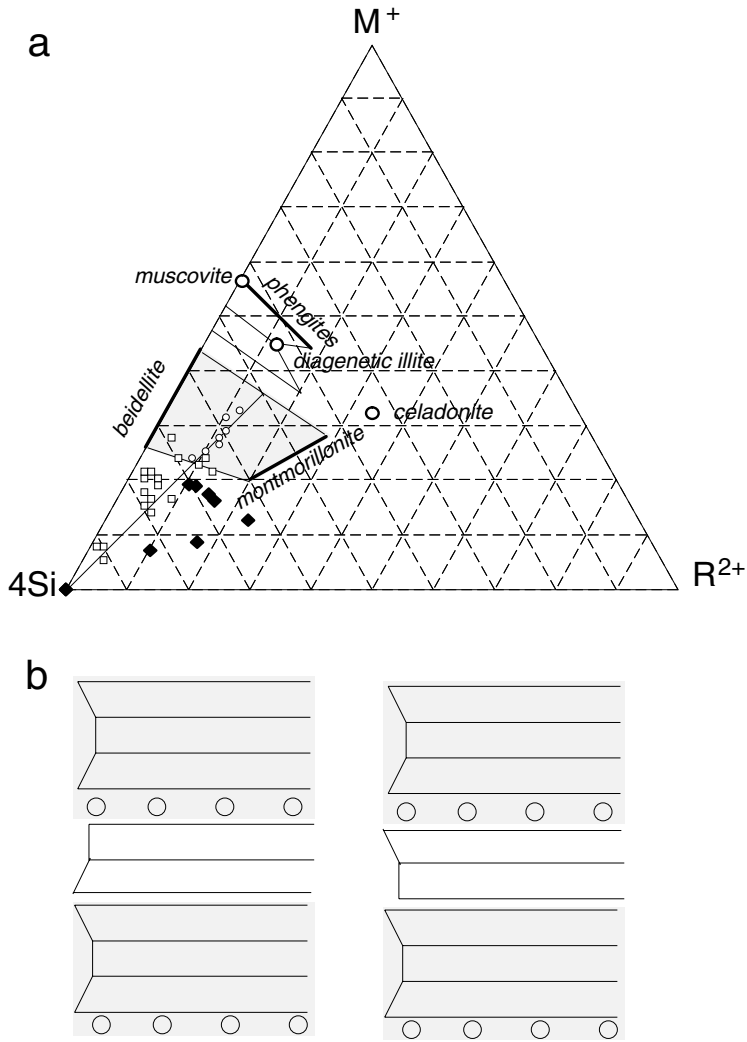 a
M+
muscovite
phengites
diagenetic illite
beidellite
celadonite
montmorillonite
4Si
R2+
b